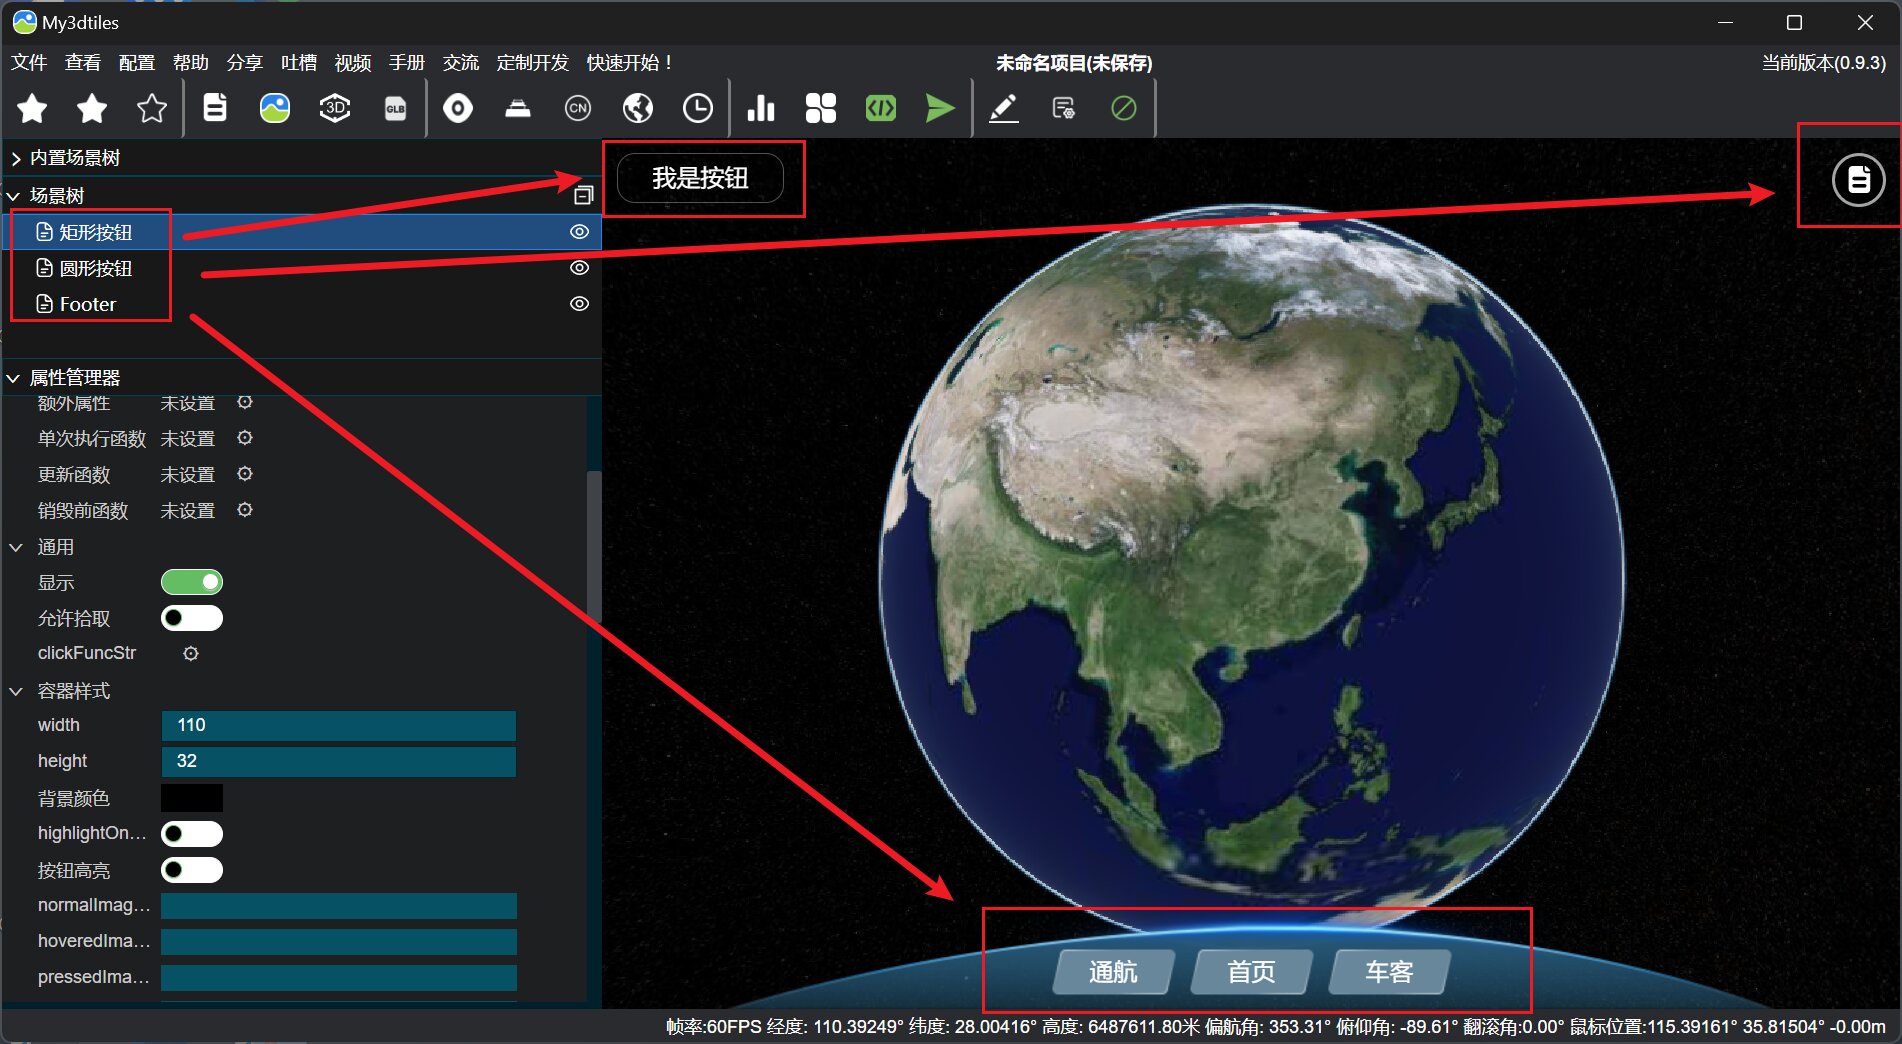 My3dtiles
文件 查看 配置 帮助 分享 吐槽 视频 手册 交流 定制开发 快速开始！ 未命名项目(未保存) 当前版本(0.9.3)
3D GLB CN
内置场景树
场景树
矩形按钮
圆形按钮
Footer
属性管理器
额外属性 未设置
单次执行函数 未设置
更新函数 未设置
销毁前函数 未设置
通用
显示
允许拾取
clickFuncStr
容器样式
width 110
height 32
背景颜色
highlightOn...
按钮高亮
normalImag...
hoveredIma...
pressedIma...
我是按钮
通航 首页 车客
帧率:60FPS 经度: 110.39249° 纬度: 28.00416° 高度: 6487611.80米 偏航角: 353.31° 俯仰角: -89.61° 翻滚角:0.00° 鼠标位置:115.39161° 35.81504° -0.00m